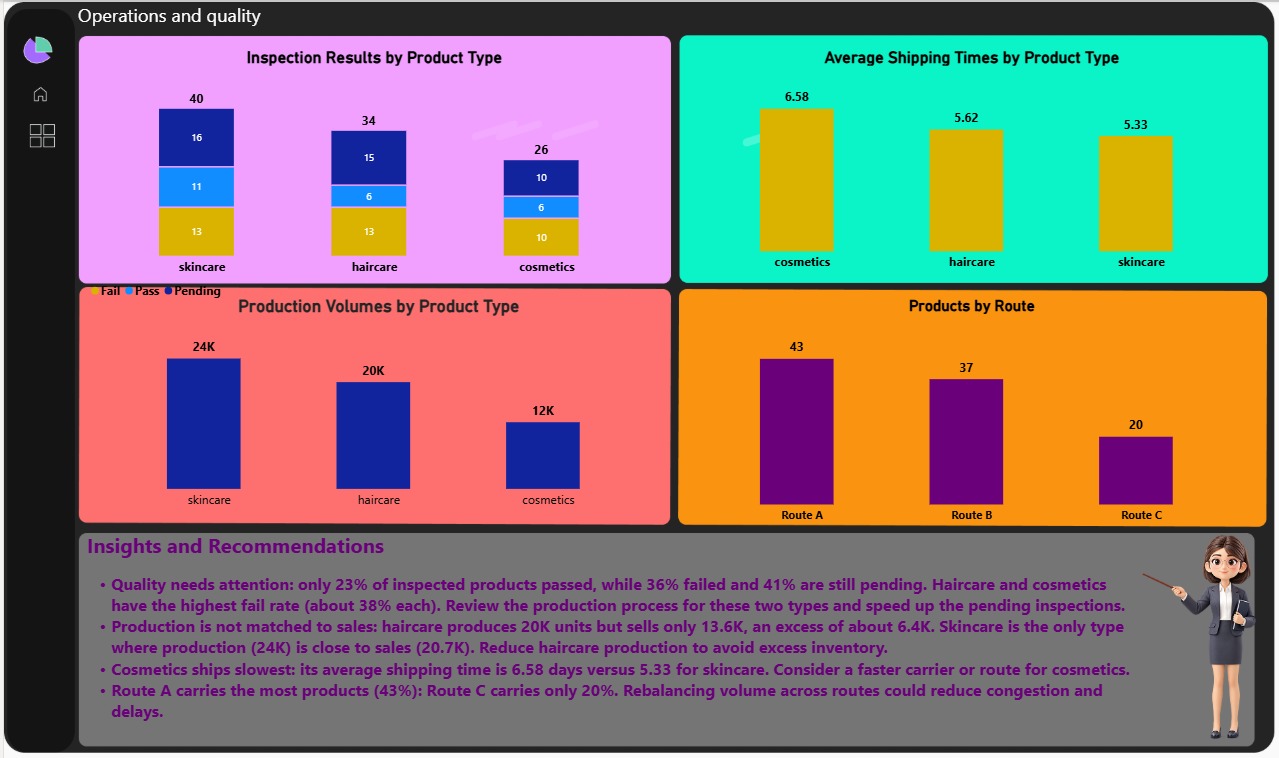 Operations and quality
Inspection Results by Product Type
40
16
11
13
skincare
34
15
6
13
haircare
26
10
6
10
cosmetics
Fail Pass Pending
Average Shipping Times by Product Type
6.58
cosmetics
5.62
haircare
5.33
skincare
Production Volumes by Product Type
24K
skincare
20K
haircare
12K
cosmetics
Products by Route
43
Route A
37
Route B
20
Route C
Insights and Recommendations
• Quality needs attention: only 23% of inspected products passed, while 36% failed and 41% are still pending. Haircare and cosmetics
have the highest fail rate (about 38% each). Review the production process for these two types and speed up the pending inspections.
• Production is not matched to sales: haircare produces 20K units but sells only 13.6K, an excess of about 6.4K. Skincare is the only type
where production (24K) is close to sales (20.7K). Reduce haircare production to avoid excess inventory.
• Cosmetics ships slowest: its average shipping time is 6.58 days versus 5.33 for skincare. Consider a faster carrier or route for cosmetics.
• Route A carries the most products (43%): Route C carries only 20%. Rebalancing volume across routes could reduce congestion and
delays.